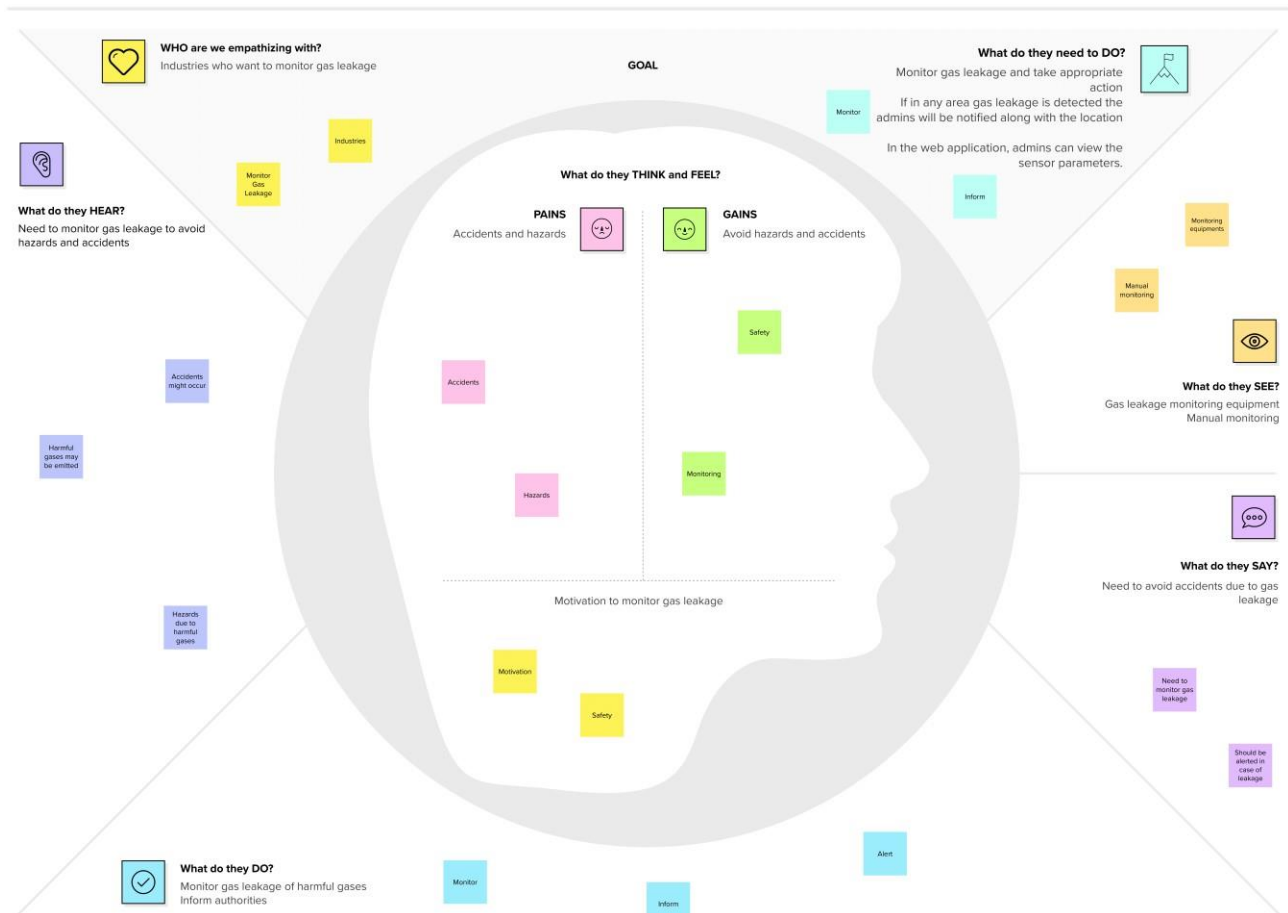 WHO are we empathizing with?
Industries who want to monitor gas leakage
Industries
Monitor
Gas
Leakage
GOAL
What do they need to DO?
Monitor gas leakage and take appropriate
action
If in any area gas leakage is detected the
admins will be notified along with the location
In the web application, admins can view the
sensor parameters.
Monitor
Inform
What do they HEAR?
Need to monitor gas leakage to avoid
hazards and accidents
Accidents
might occur
Harmful
gases may
be emitted
Hazards
due to
harmful
gases
What do they THINK and FEEL?
PAINS
Accidents and hazards
Accidents
Hazards
GAINS
Avoid hazards and accidents
Safety
Monitoring
Motivation to monitor gas leakage
Motivation
Safety
Monitoring
equipments
Manual
monitoring
What do they SEE?
Gas leakage monitoring equipment
Manual monitoring
What do they SAY?
Need to avoid accidents due to gas
leakage
Need to
monitor gas
leakage
Should be
alerted in
case of
leakage
What do they DO?
Monitor gas leakage of harmful gases
Inform authorities
Monitor
Inform
Alert